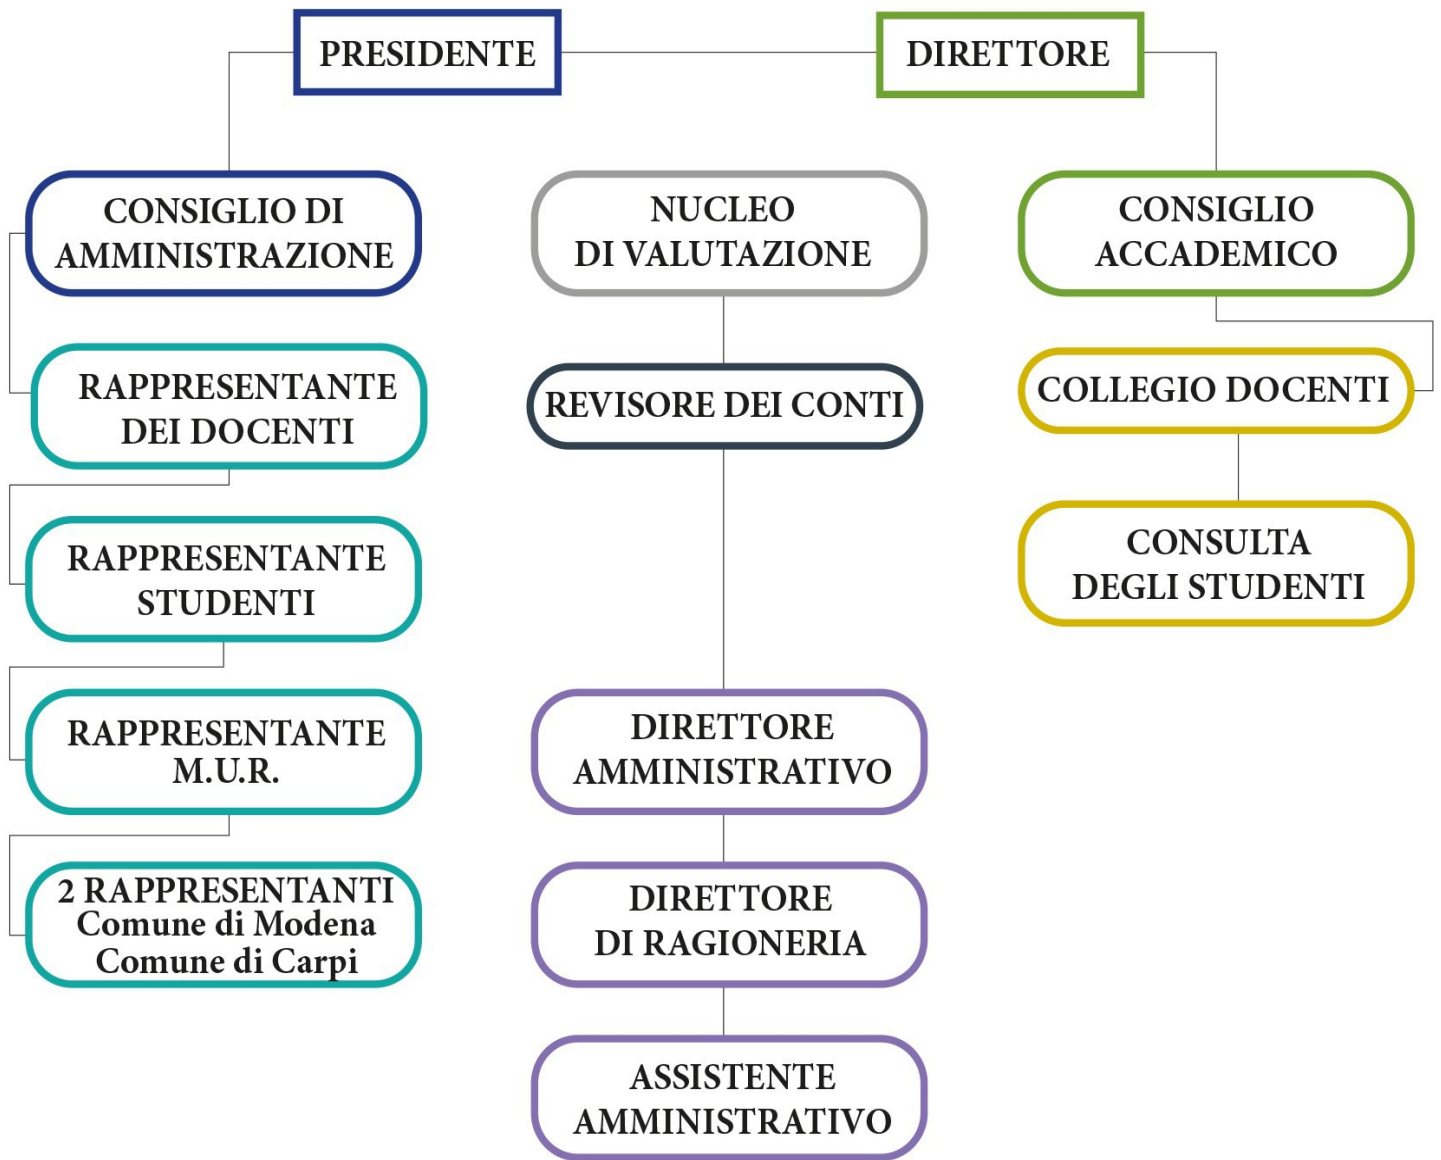 PRESIDENTE
DIRETTORE
CONSIGLIO DI
AMMINISTRAZIONE
NUCLEO
DI VALUTAZIONE
CONSIGLIO
ACCADEMICO
RAPPRESENTANTE
DEI DOCENTI
REVISORE DEI CONTI
COLLEGIO DOCENTI
RAPPRESENTANTE
STUDENTI
CONSULTA
DEGLI STUDENTI
RAPPRESENTANTE
M.U.R.
DIRETTORE
AMMINISTRATIVO
2 RAPPRESENTANTI
Comune di Modena
Comune di Carpi
DIRETTORE
DI RAGIONERIA
ASSISTENTE
AMMINISTRATIVO